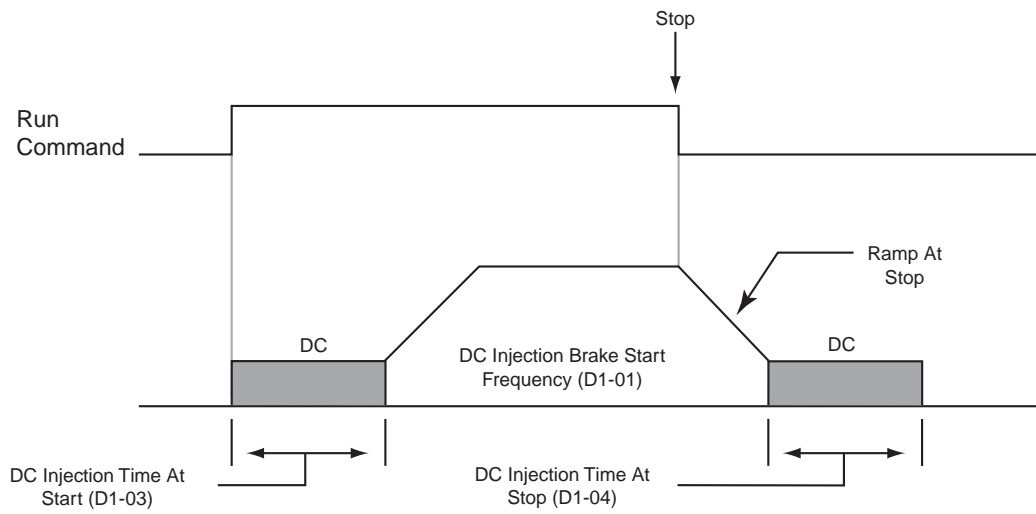 Stop
Run
Command
Ramp At
Stop
DC
DC Injection Brake Start
Frequency (D1-01)
DC
DC Injection Time At
Start (D1-03)
DC Injection Time At
Stop (D1-04)